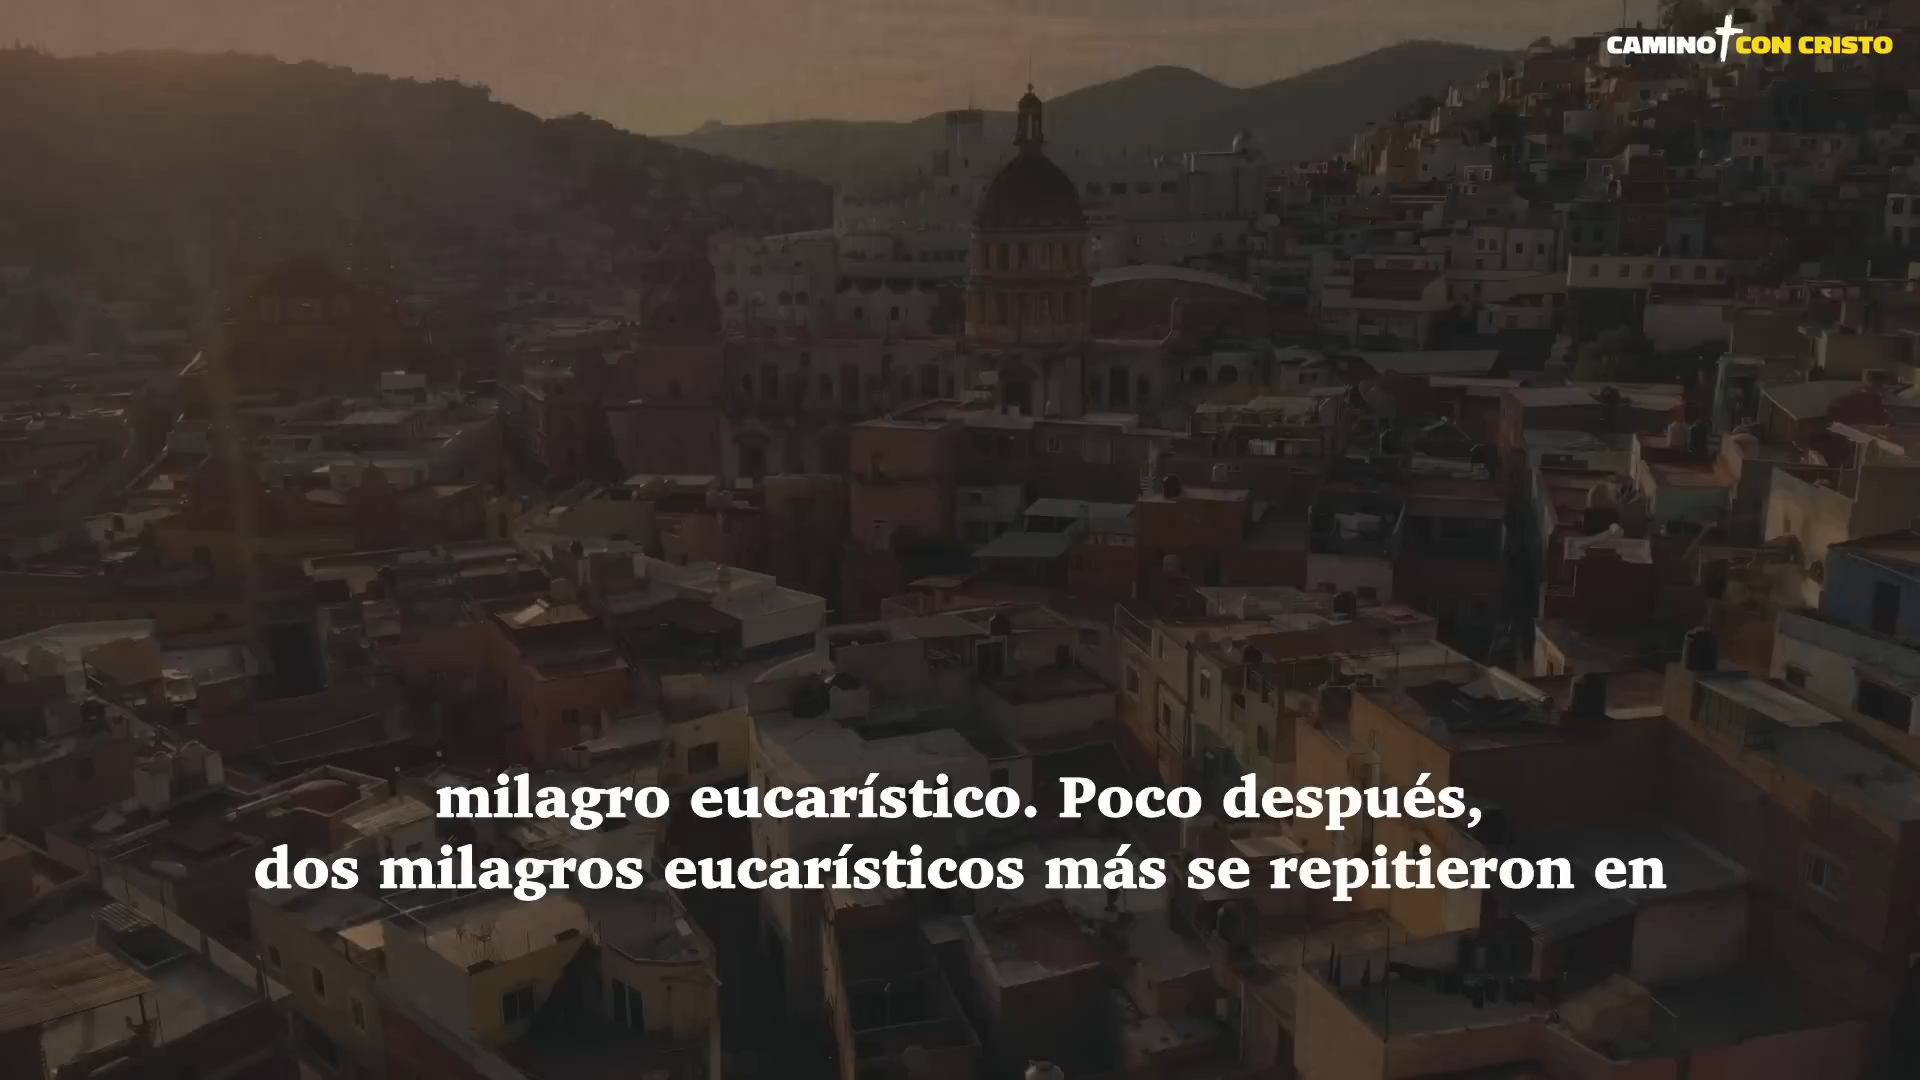 CAMINO CON CRISTO
milagro eucarístico. Poco después,
dos milagros eucarísticos más se repitieron en